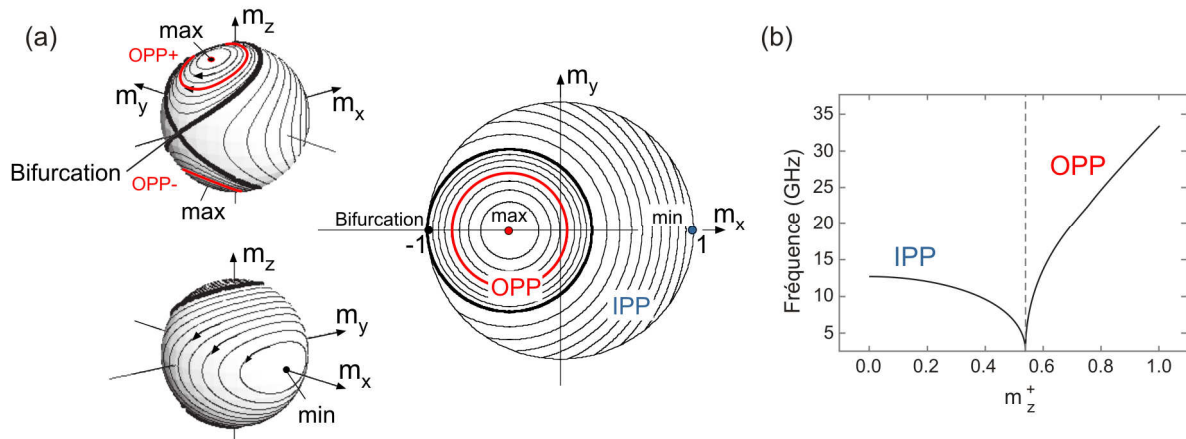 (a)
m_z
max
OPP+
m_y
m_x
Bifurcation
OPP-
max
m_z
m_y
m_x
min
m_y
Bifurcation
max
min
m_x
-1
1
OPP
IPP
(b)
Fréquence (GHz)
35
30
25
20
15
10
5
IPP
OPP
0.0 0.2 0.4 0.6 0.8 1.0
m_z^+